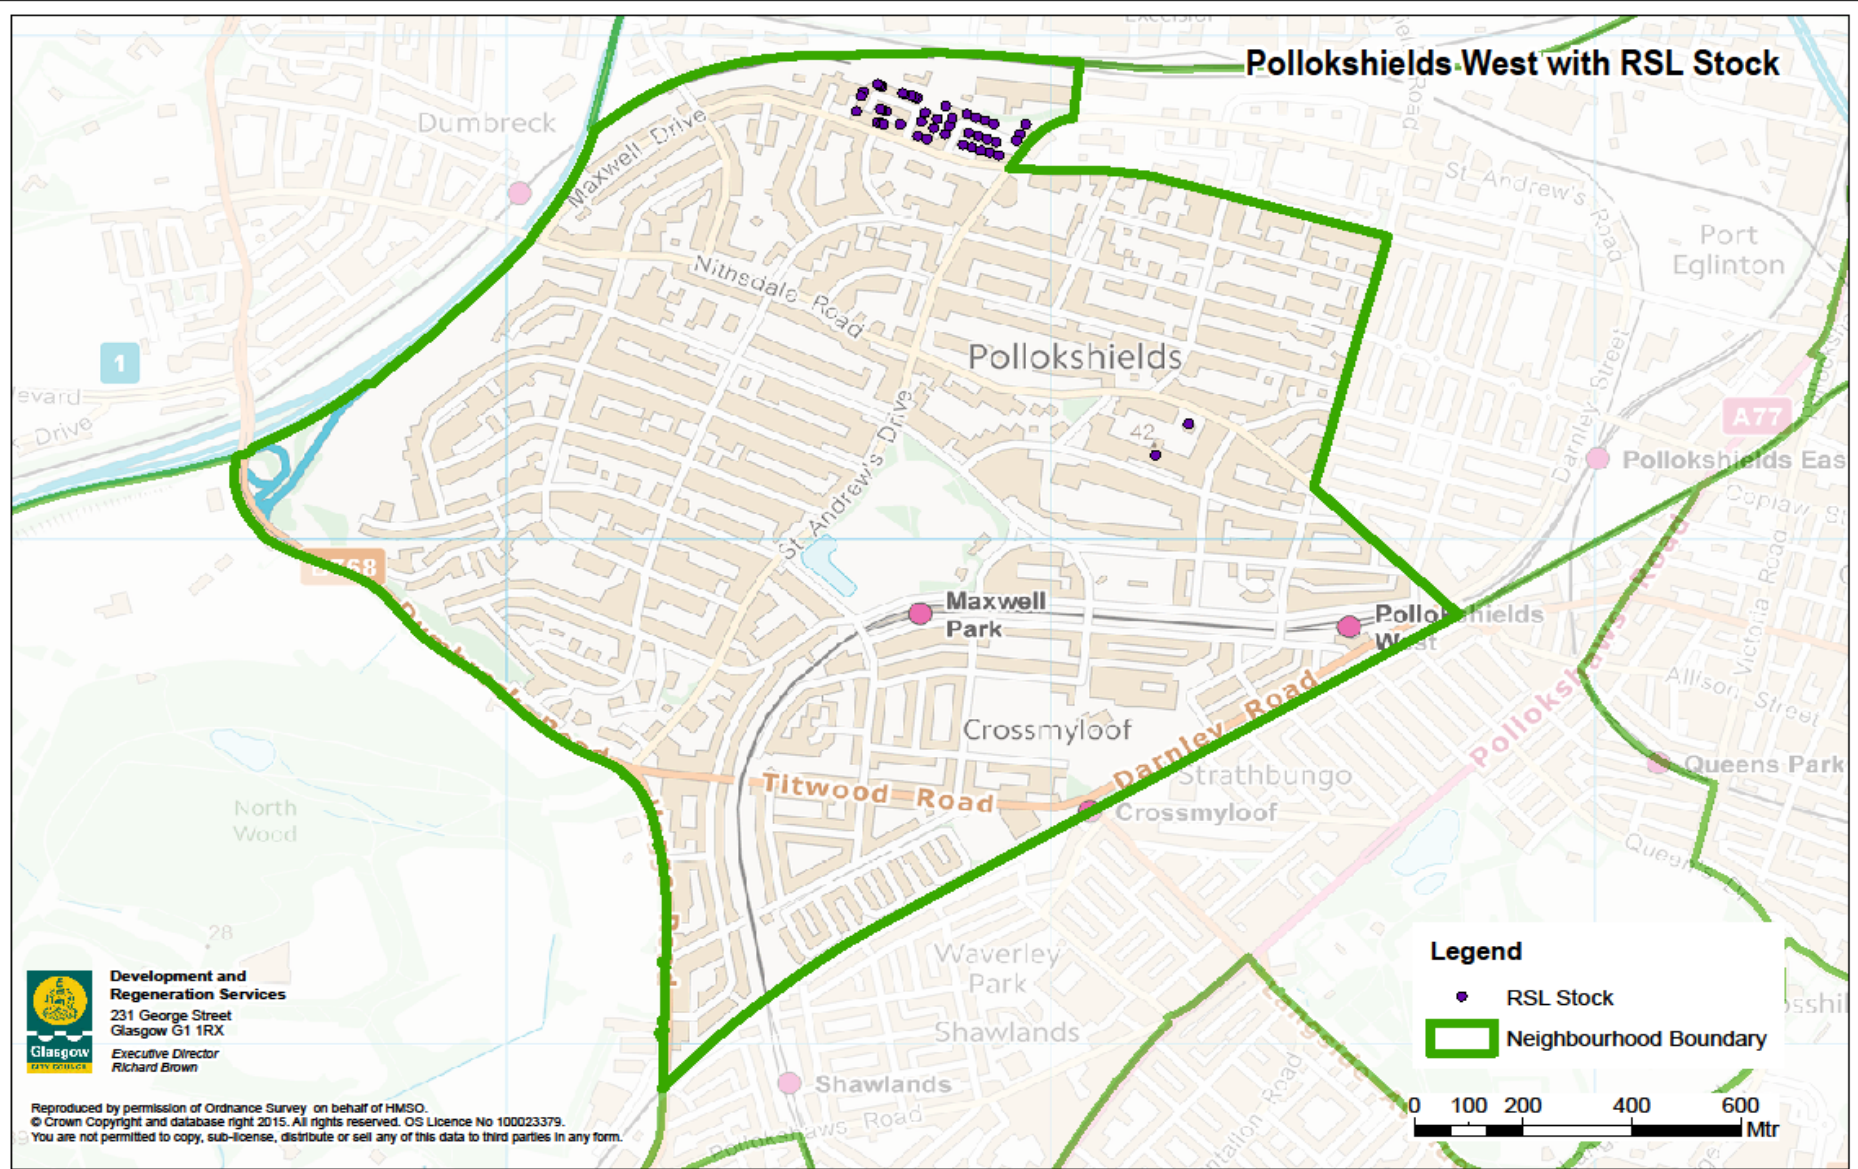 Pollokshields West with RSL Stock
Dumbreck
Maxwell Drive
St. Andrew's Road
Port
Eglinton
Nithsdale Road
Pollokshields
1
Drive
Darnley Street
A77
42
Pollokshields Eas
St. Andrew's Drive
Road
Victoria Road
Maxwell
Park
Pollokshields
West
Allison Street
Pollokshaws Road
Crossmyloof
Darnley Road
Strathbungo
Titwood Road
Crossmyloof
Queens Park
North
Wood
28
Waverley
Park
Shawlands
Shawlands
Road
Development and
Regeneration Services
231 George Street
Glasgow G1 1RX
Executive Director
Richard Brown
Glasgow
CITY COUNCIL
Legend
RSL Stock
Neighbourhood Boundary
0 100 200 400 600
Mtr
Reproduced by permission of Ordnance Survey on behalf of HMSO.
© Crown Copyright and database right 2015. All rights reserved. OS Licence No 100023379.
You are not permitted to copy, sub-license, distribute or sell any of this data to third parties in any form.